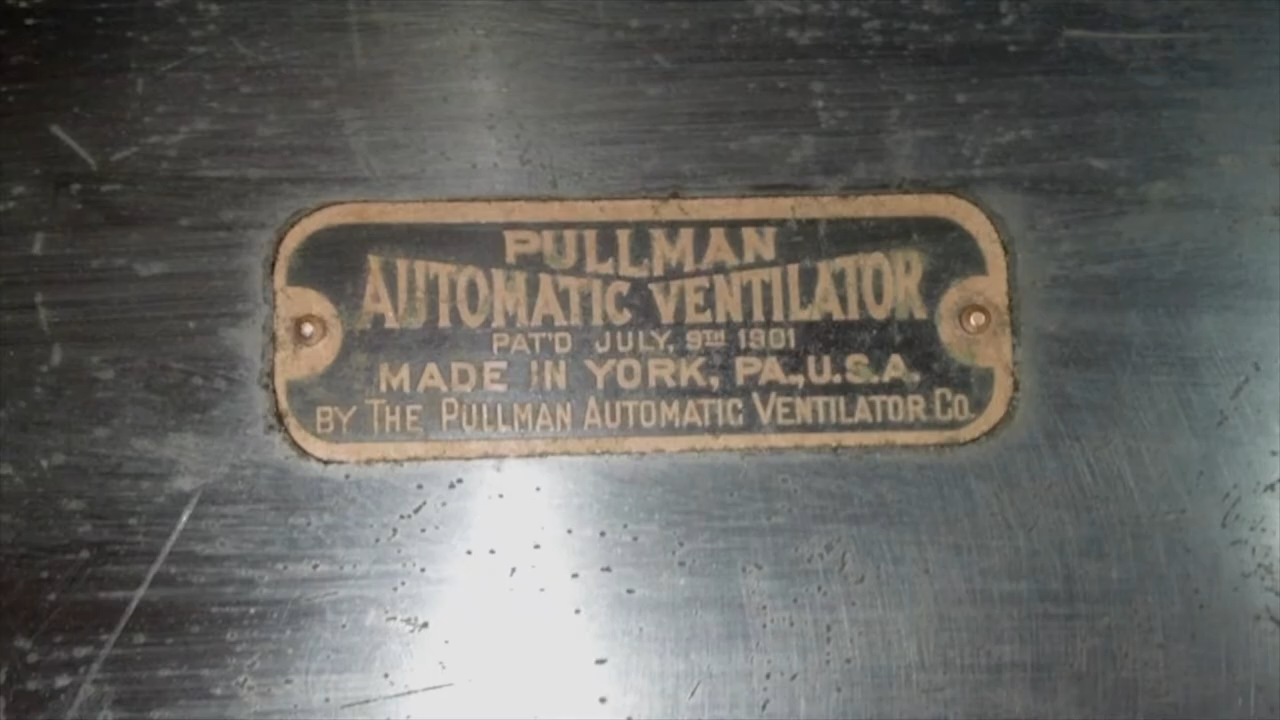 PULLMAN
AUTOMATIC VENTILATOR
PAT'D JULY, 9TH 1901
MADE IN YORK, PA., U.S.A.
BY THE PULLMAN AUTOMATIC VENTILATOR CO.